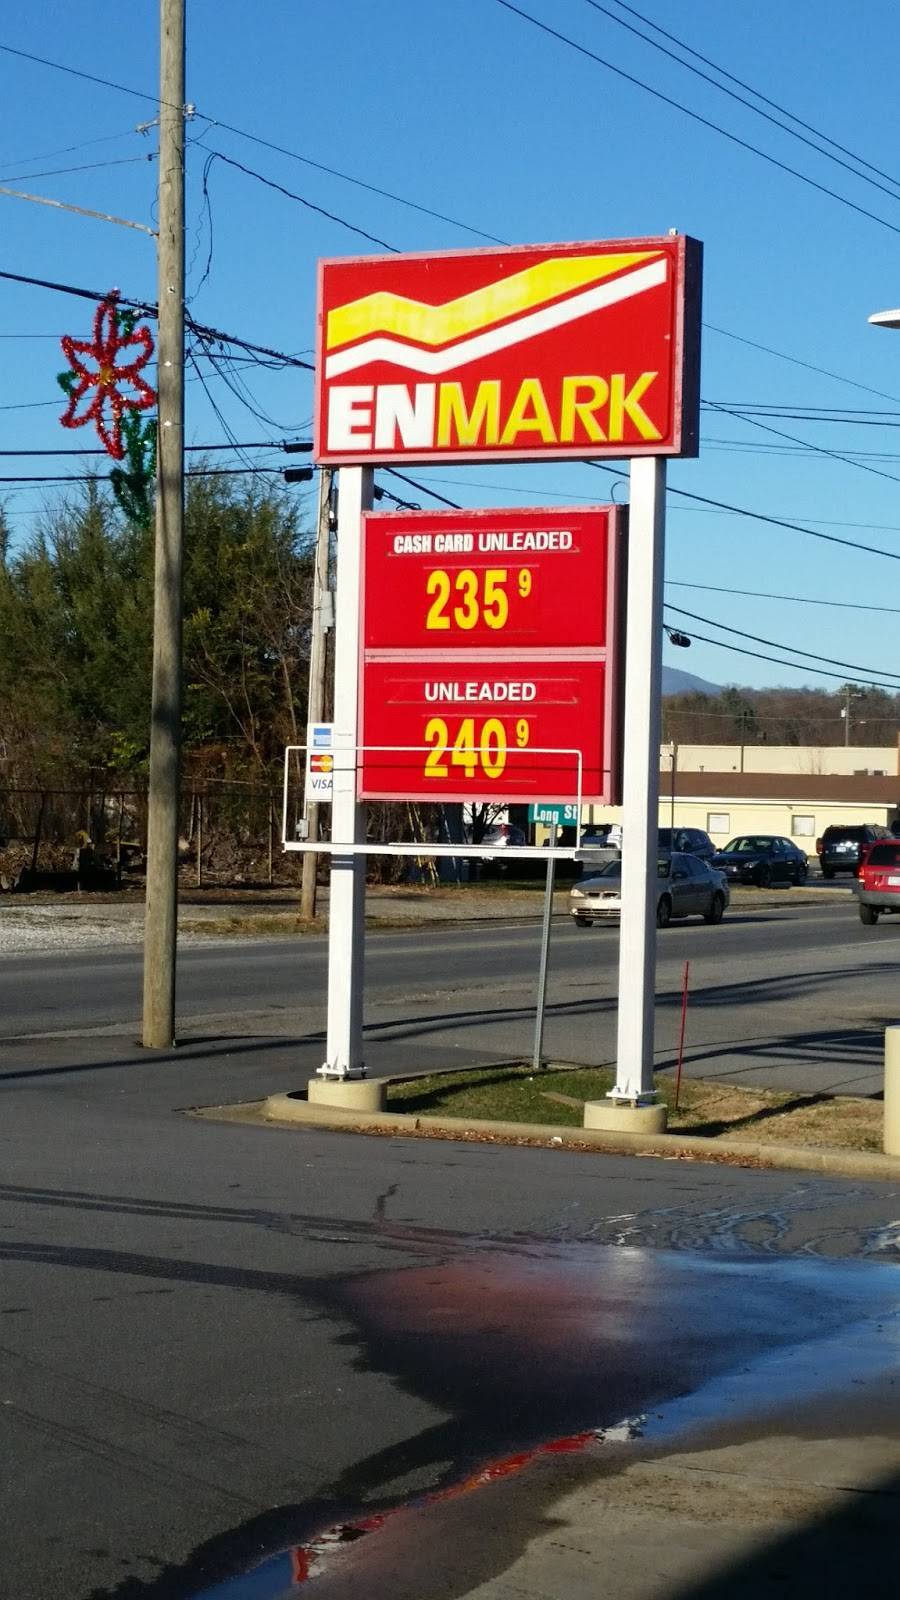 ENMARK
CASH CARD UNLEADED
235 9
UNLEADED
240 9
VISA
Long St